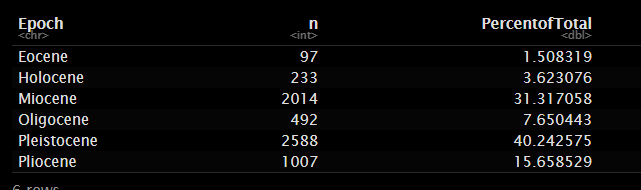 Epoch n PercentofTotal
<chr> <int> <dbl>
Eocene 97 1.508319
Holocene 233 3.623076
Miocene 2014 31.317058
Oligocene 492 7.650443
Pleistocene 2588 40.242575
Pliocene 1007 15.658529
6 rows